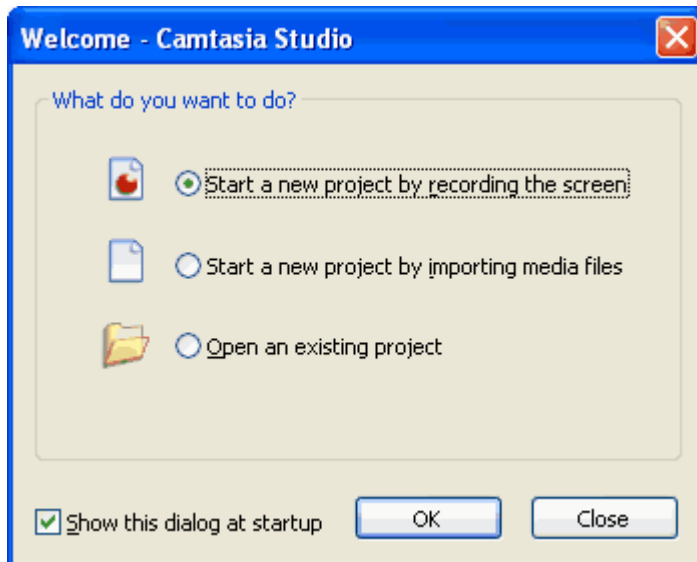 Welcome - Camtasia Studio
What do you want to do?
Start a new project by recording the screen
Start a new project by importing media files
Open an existing project
Show this dialog at startup
OK
Close